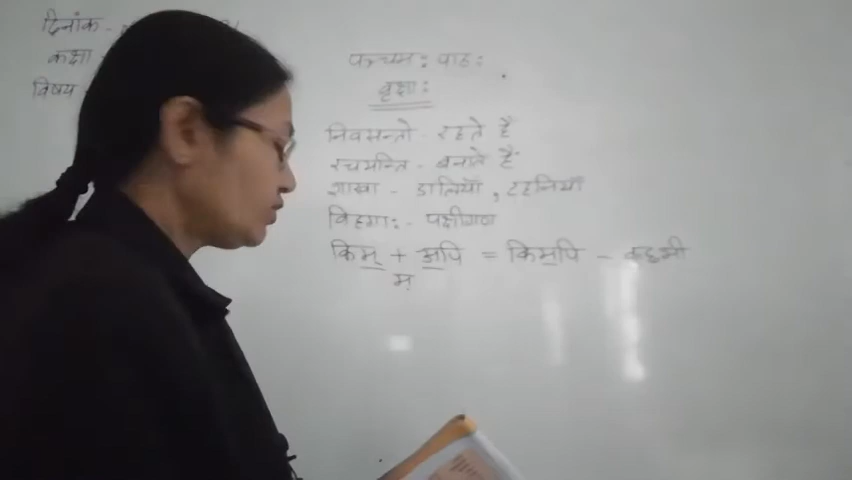 दिनांक -
कक्षा -
विषय
पञ्चमः पाठः
वृक्षाः
निवसन्तो - रहते हैं
रचयन्ति - बनाते हैं
शाखा - डालियाँ, टहनियाँ
विहगाः - पक्षीगण
किम् + अपि = किमपि - कुछ भी
म